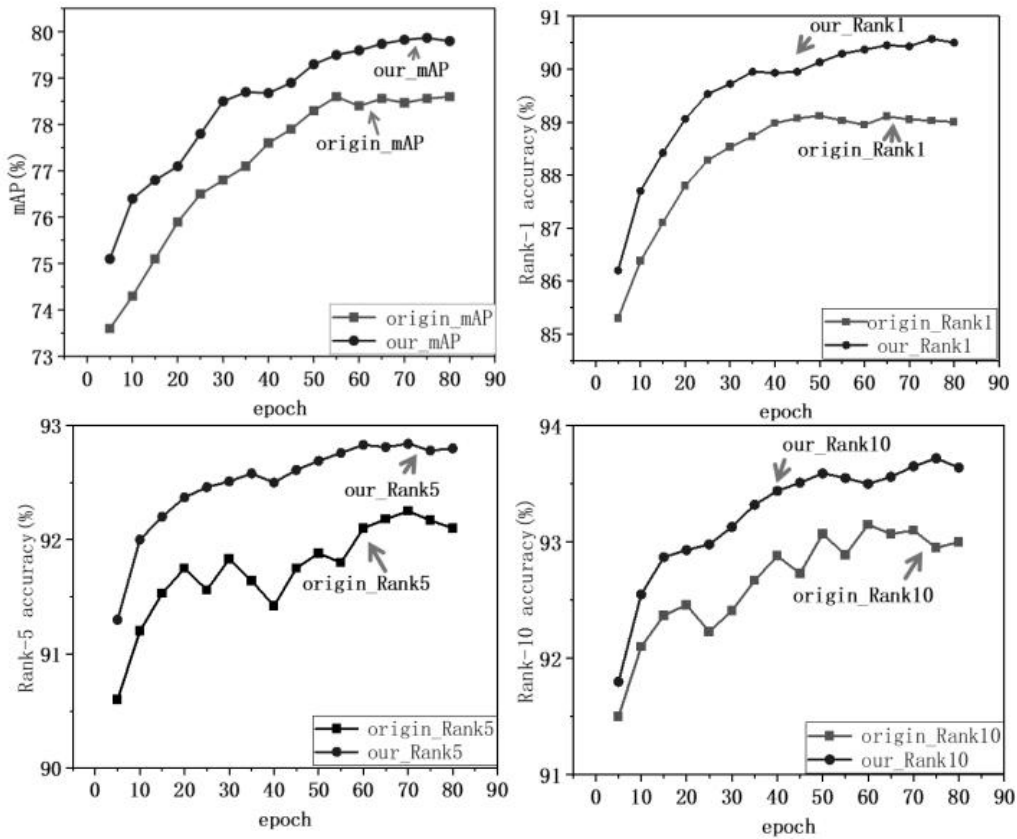 mAP(%)
80
79
78
77
76
75
74
73
our_mAP
origin_mAP
origin_mAP
our_mAP
0 10 20 30 40 50 60 70 80 90
epoch
Rank-1 accuracy(%)
91
90
89
88
87
86
85
our_Rank1
origin_Rank1
origin_Rank1
our_Rank1
0 10 20 30 40 50 60 70 80 90
epoch
Rank-5 accuracy(%)
93
92
91
90
our_Rank5
origin_Rank5
origin_Rank5
our_Rank5
0 10 20 30 40 50 60 70 80 90
epoch
Rank-10 accuracy(%)
94
93
92
91
our_Rank10
origin_Rank10
origin_Rank10
our_Rank10
0 10 20 30 40 50 60 70 80 90
epoch